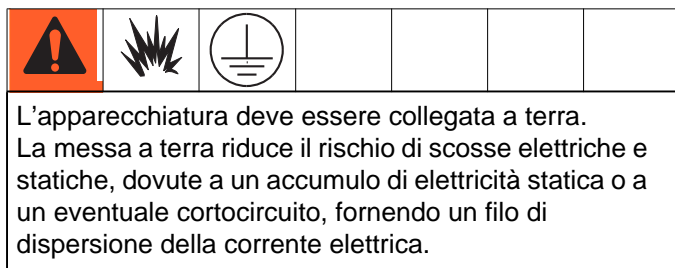 L'apparecchiatura deve essere collegata a terra.
La messa a terra riduce il rischio di scosse elettriche e
statiche, dovute a un accumulo di elettricità statica o a
un eventuale cortocircuito, fornendo un filo di
dispersione della corrente elettrica.